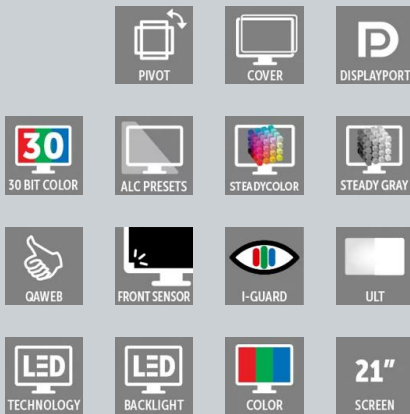 PIVOT
COVER
DISPLAYPORT
30
30 BIT COLOR
ALC PRESETS
STEADYCOLOR
STEADY GRAY
QAWEB
FRONT SENSOR
I-GUARD
ULT
LED
TECHNOLOGY
LED
BACKLIGHT
COLOR
21"
SCREEN